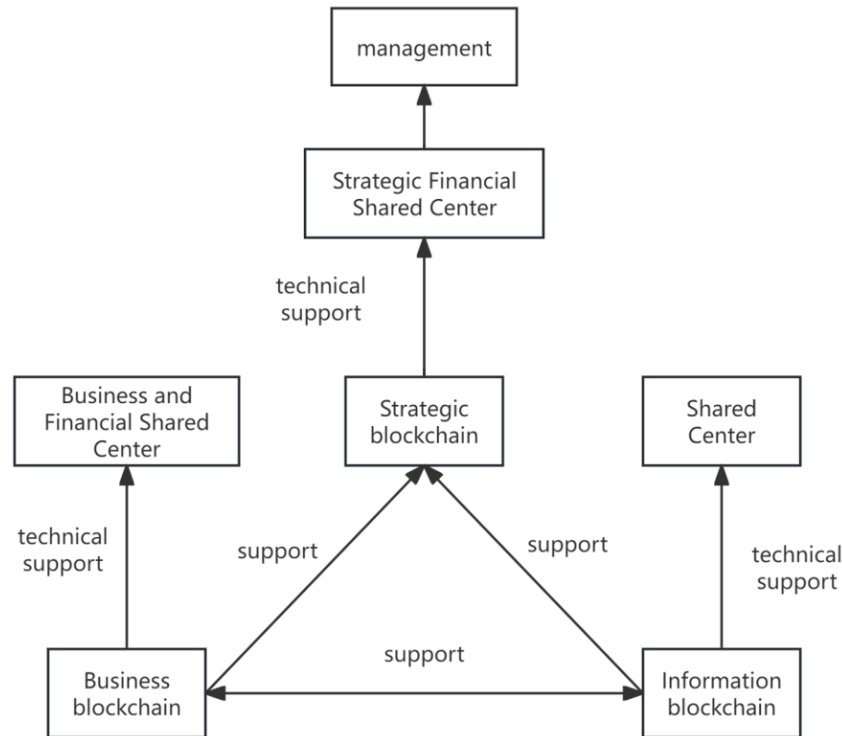 management
Strategic Financial
Shared Center
technical
support
Business and
Financial Shared
Center
Strategic
blockchain
Shared
Center
technical
support
support
support
technical
support
support
Business
blockchain
Information
blockchain